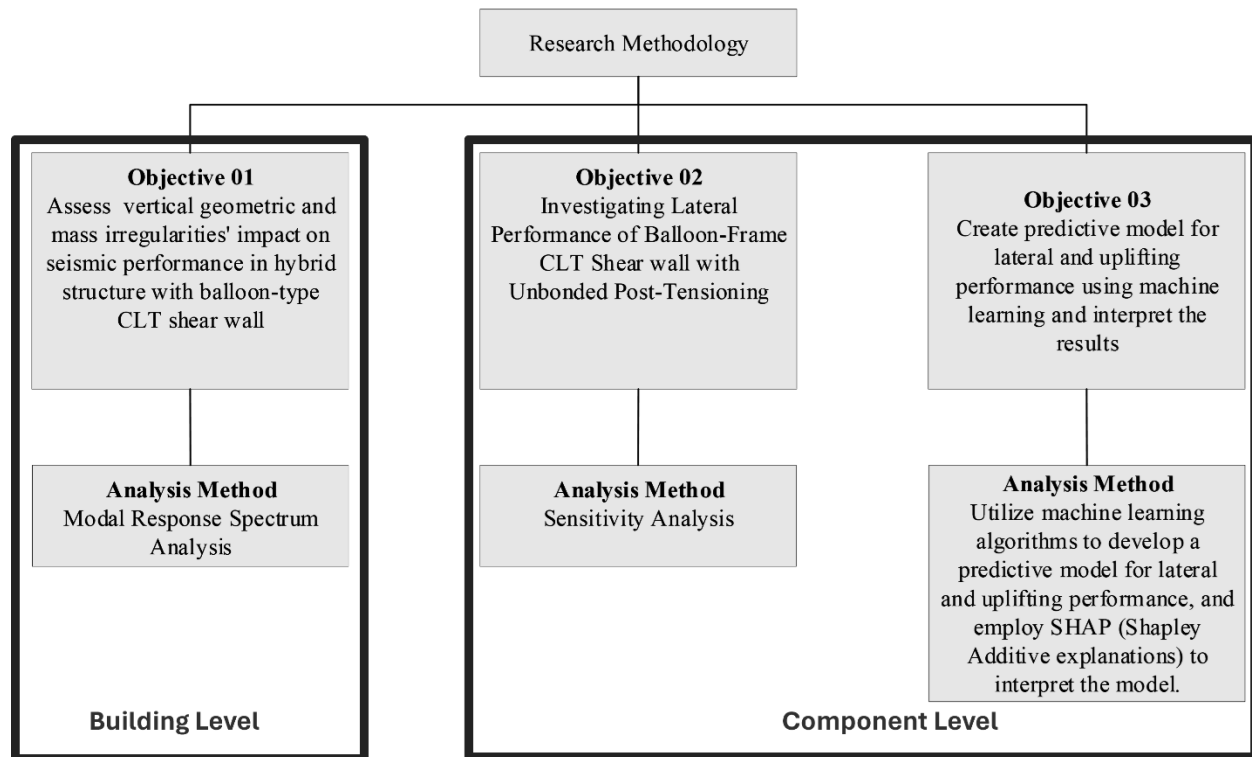 Research Methodology
Objective 01
Assess vertical geometric and
mass irregularities' impact on
seismic performance in hybrid
structure with balloon-type
CLT shear wall
Analysis Method
Modal Response Spectrum
Analysis
Building Level
Objective 02
Investigating Lateral
Performance of Balloon-Frame
CLT Shear wall with
Unbonded Post-Tensioning
Analysis Method
Sensitivity Analysis
Objective 03
Create predictive model for
lateral and uplifting
performance using machine
learning and interpret the
results
Analysis Method
Utilize machine learning
algorithms to develop a
predictive model for lateral
and uplifting performance, and
employ SHAP (Shapley
Additive explanations) to
interpret the model.
Component Level